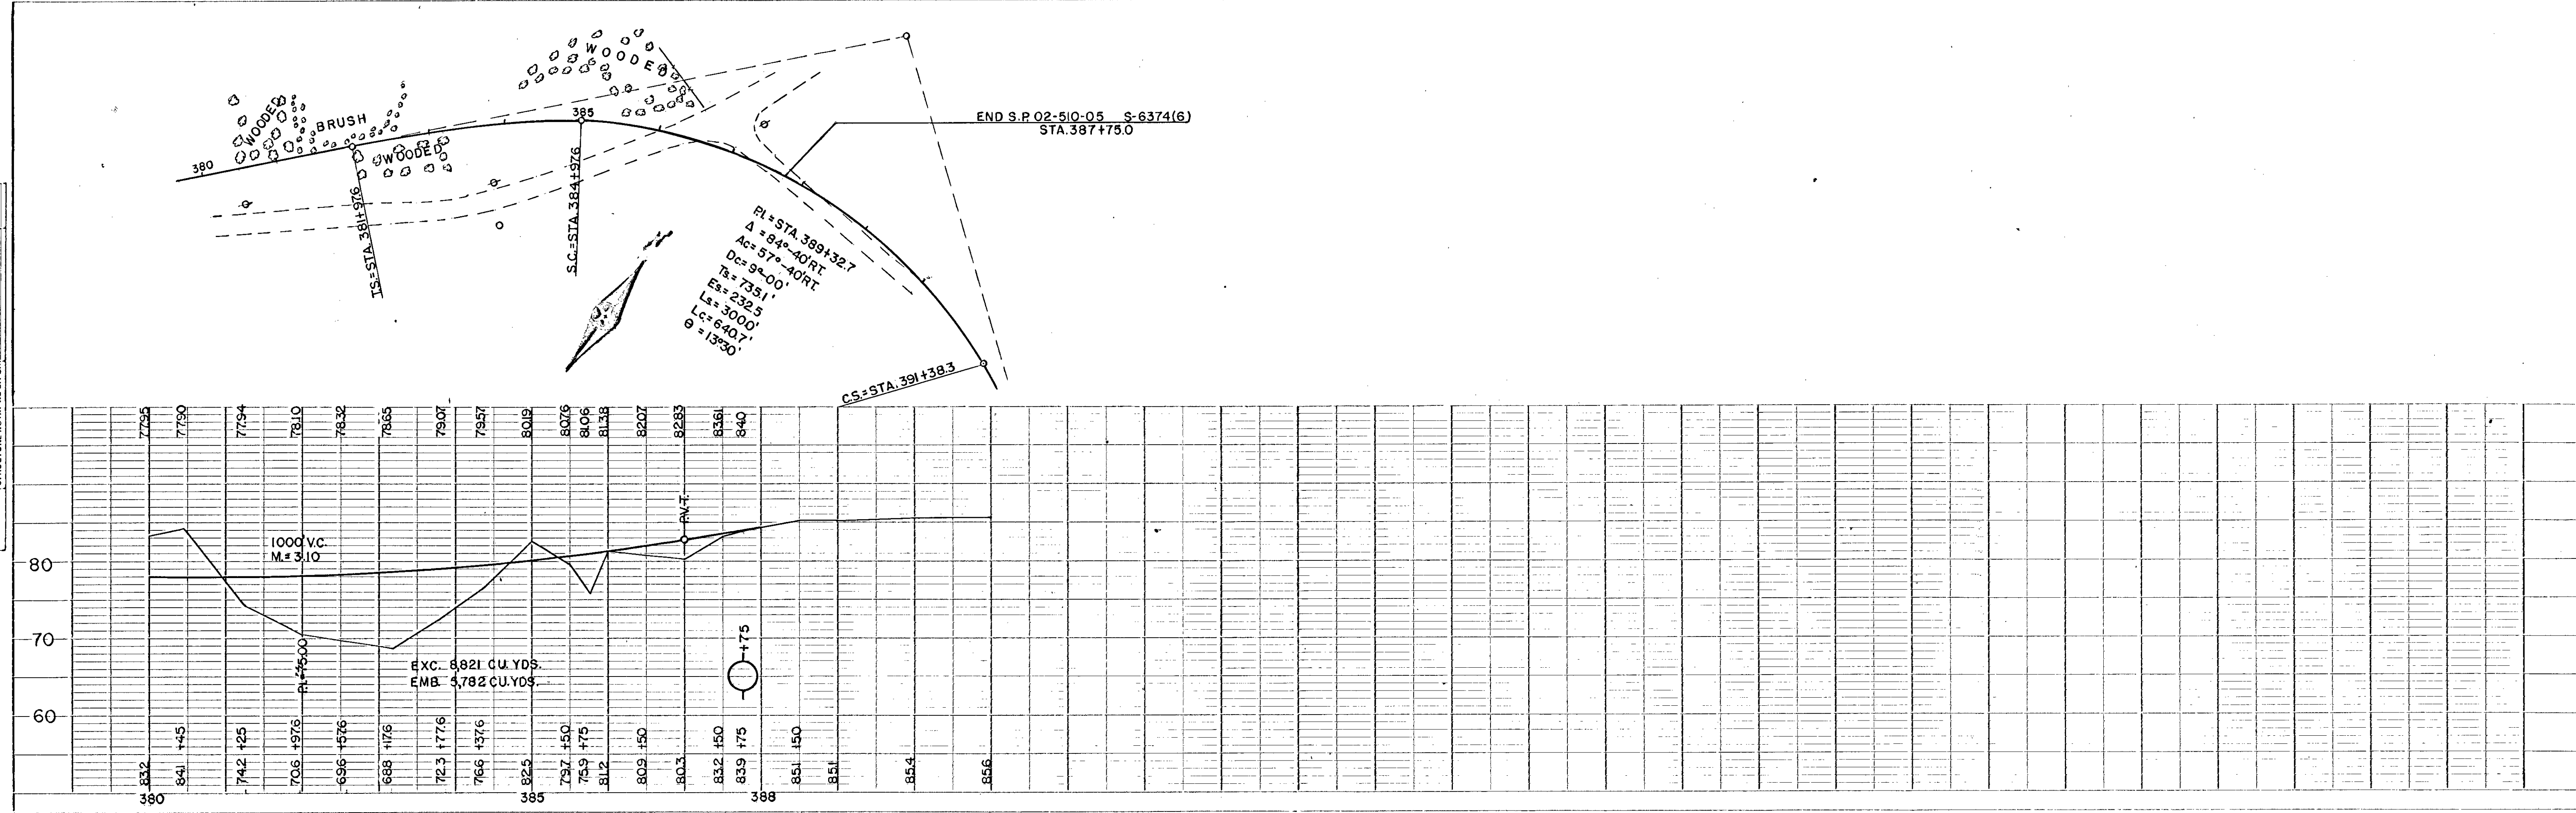 WOODED
WOODED
BRUSH
WOODED
380
385
END S.P. 02-510-05 S-6374(6)
STA. 387+75.0
T.S.=STA. 381+97.6
S.C.=STA. 384+97.6
P.I.=STA. 389+32.7
Δ = 84°-40' RT.
Δc= 57°-40' RT.
Dc= 9°-00'
Ts.= 735.1'
Es.= 232.5
Ls.= 300.0'
Lc.= 640.7'
θ = 13°30'
C.S.=STA. 391+38.3
77.95 77.90 77.94 78.10 78.32 78.65 79.07 79.57 80.19 80.76 81.06 81.38 82.07 82.83 83.61 84.0
P.V.T.
1000' V.C.
M.= 3.10
80
70
60
P.I.=75.00
EXC. 8,821 CU. YDS.
EMB. 5,782 CU. YDS.
+75
+45 +25 +97.6 +57.6 +17.6 +77.6 +37.6 +50 +75 +50 +50 +75 +50
83.2 84.1 74.2 70.6 69.6 68.8 72.3 76.6 82.5 79.7 75.9 81.2 80.9 80.3 83.2 83.9 85.1 85.1 85.4 85.6
380 385 388